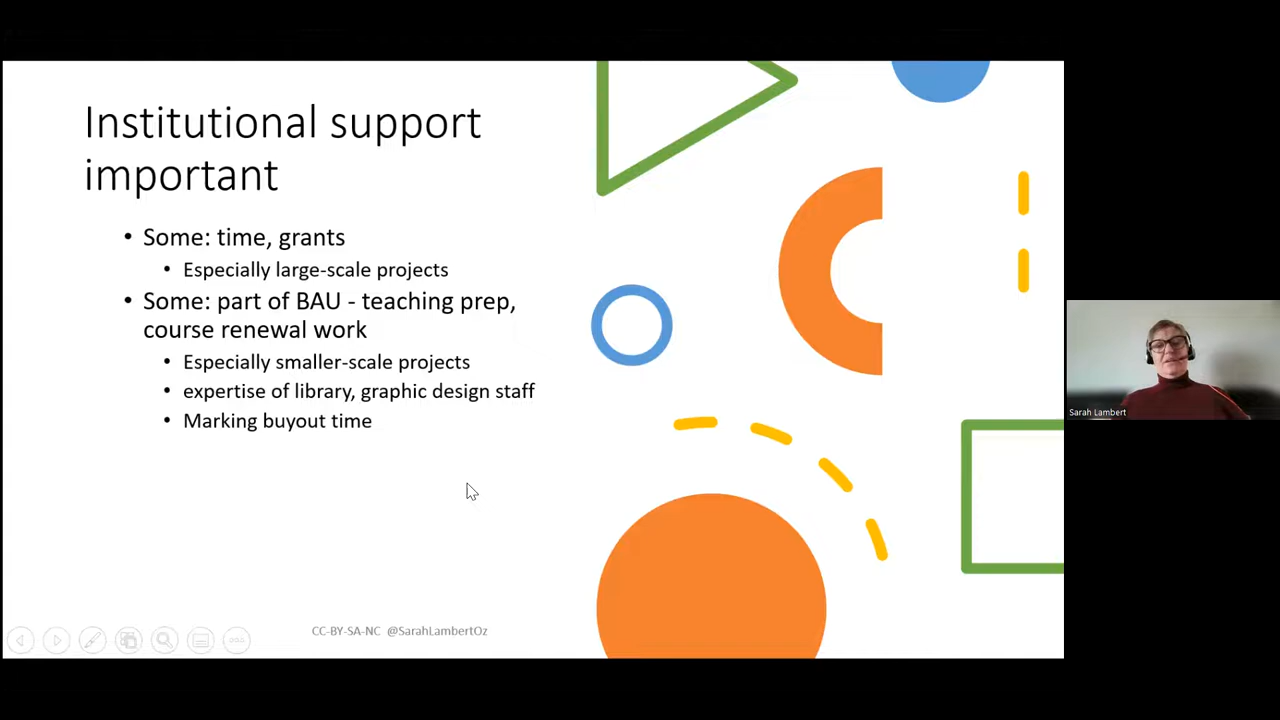 Institutional support
important
• Some: time, grants
• Especially large-scale projects
• Some: part of BAU - teaching prep,
course renewal work
• Especially smaller-scale projects
• expertise of library, graphic design staff
• Marking buyout time
CC-BY-SA-NC @SarahLambertOz
Sarah Lambert